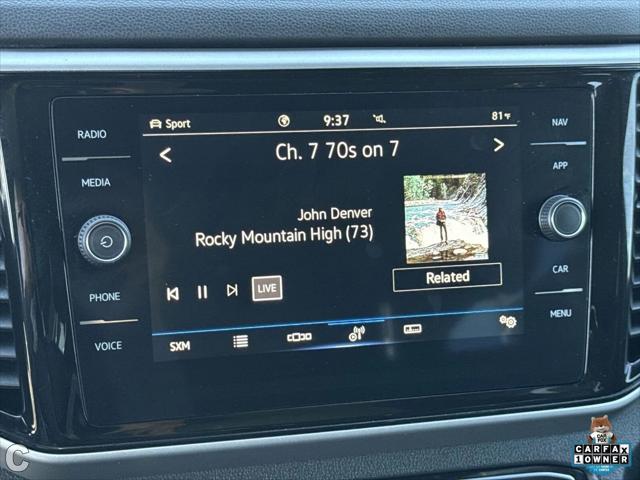 RADIO
MEDIA
PHONE
VOICE
Sport 9:37 81°F
Ch. 7 70s on 7
John Denver
Rocky Mountain High (73)
LIVE
Related
SXM
NAV
APP
CAR
MENU
C
CARFAX
1 OWNER